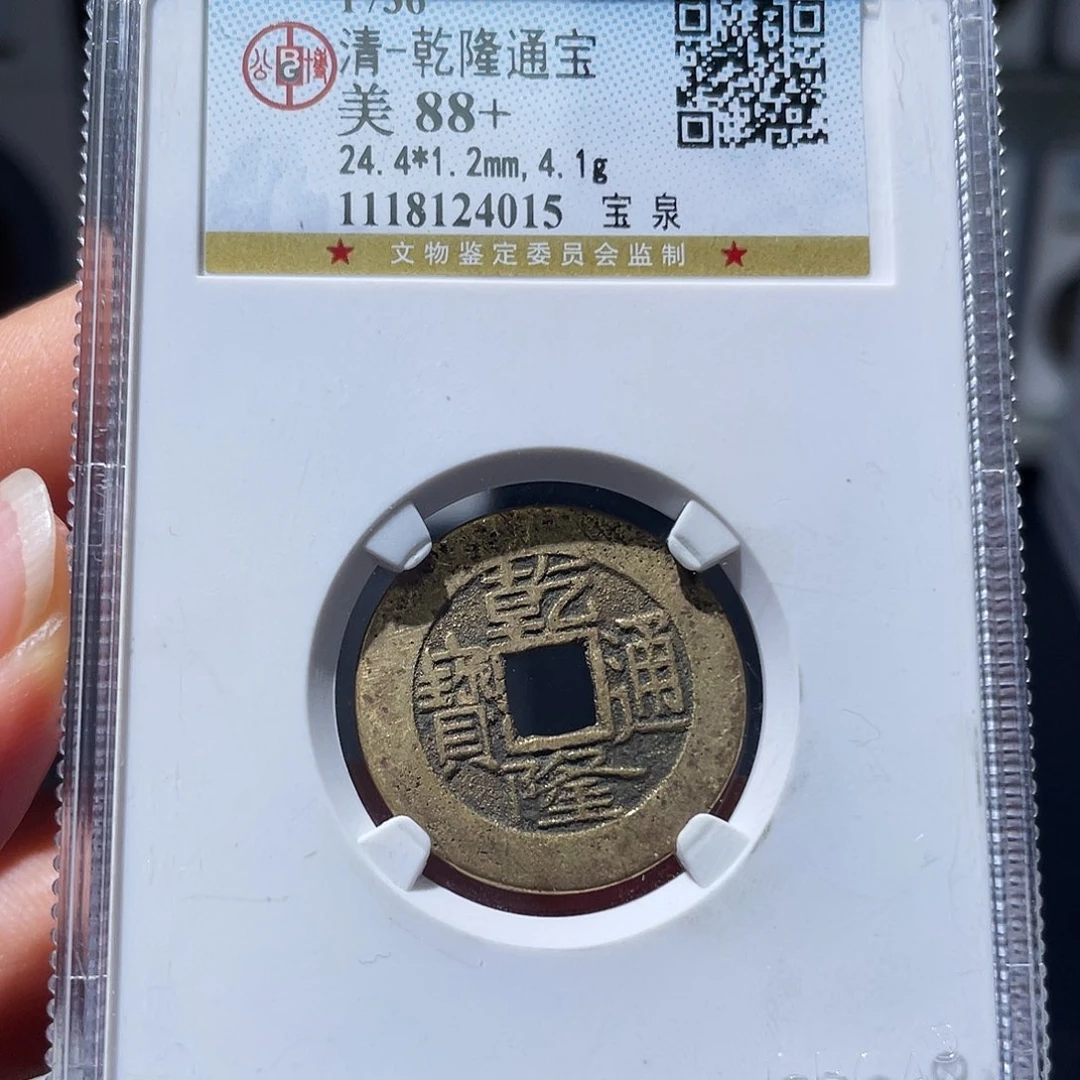 1736
清-乾隆通宝
美 88+
24.4*1.2mm,4.1g
1118124015 宝泉
★ 文物鉴定委员会监制 ★
乾隆通寶